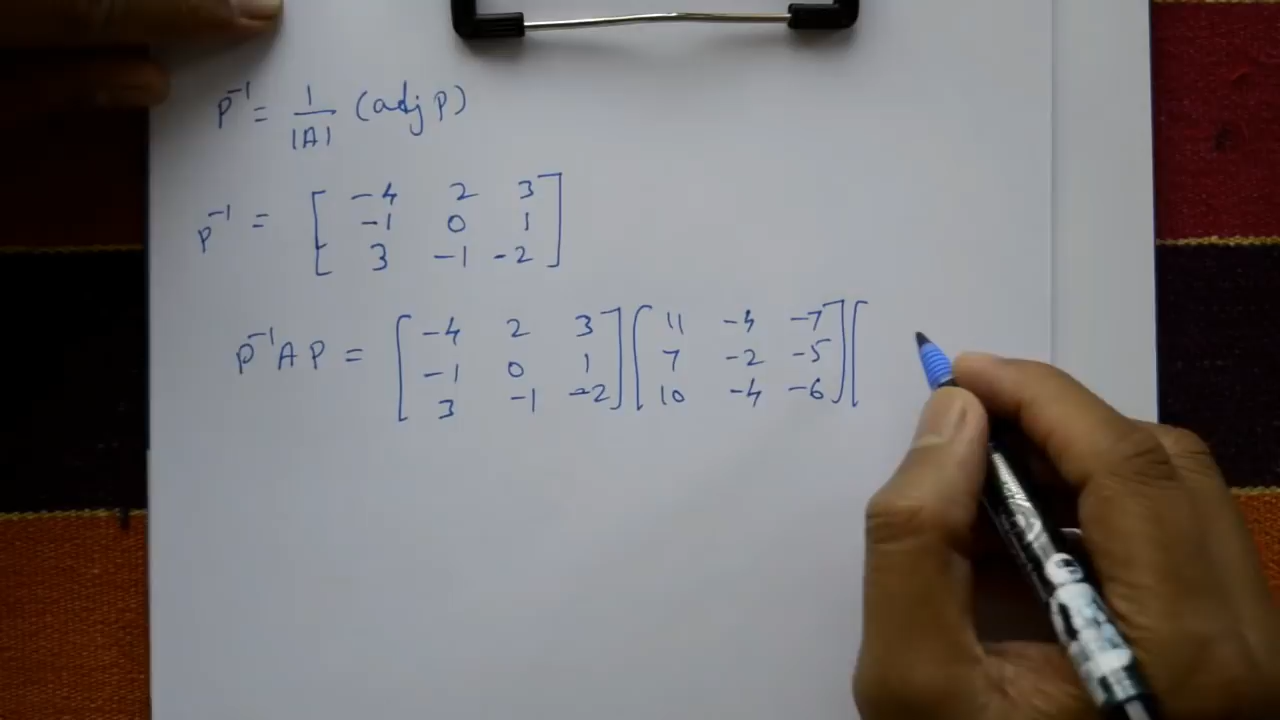 P⁻¹ = 1/|A| (adj P)
P⁻¹ = [ -4 2 3
-1 0 1
3 -1 -2 ]
P⁻¹AP = [ -4 2 3 ] [ 11 -4 -7 ] [
-1 0 1 7 -2 -5
3 -1 -2 10 -4 -6